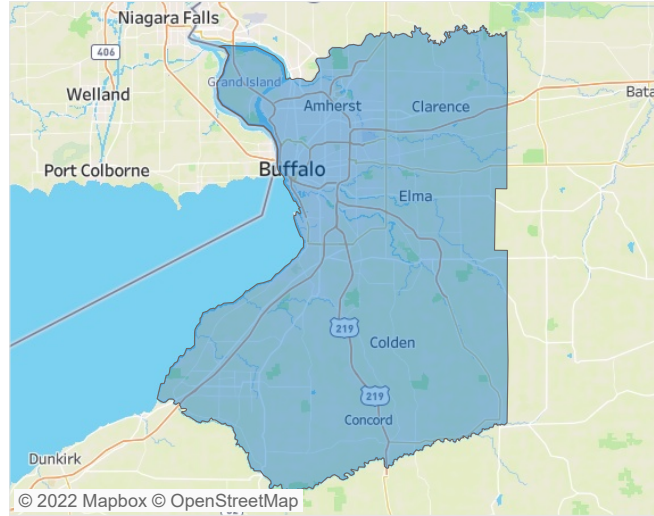 Niagara Falls
406
Grand Island
Welland
Amherst
Clarence
Bata
Port Colborne
Buffalo
Elma
219
Colden
219
Concord
Dunkirk
© 2022 Mapbox © OpenStreetMap